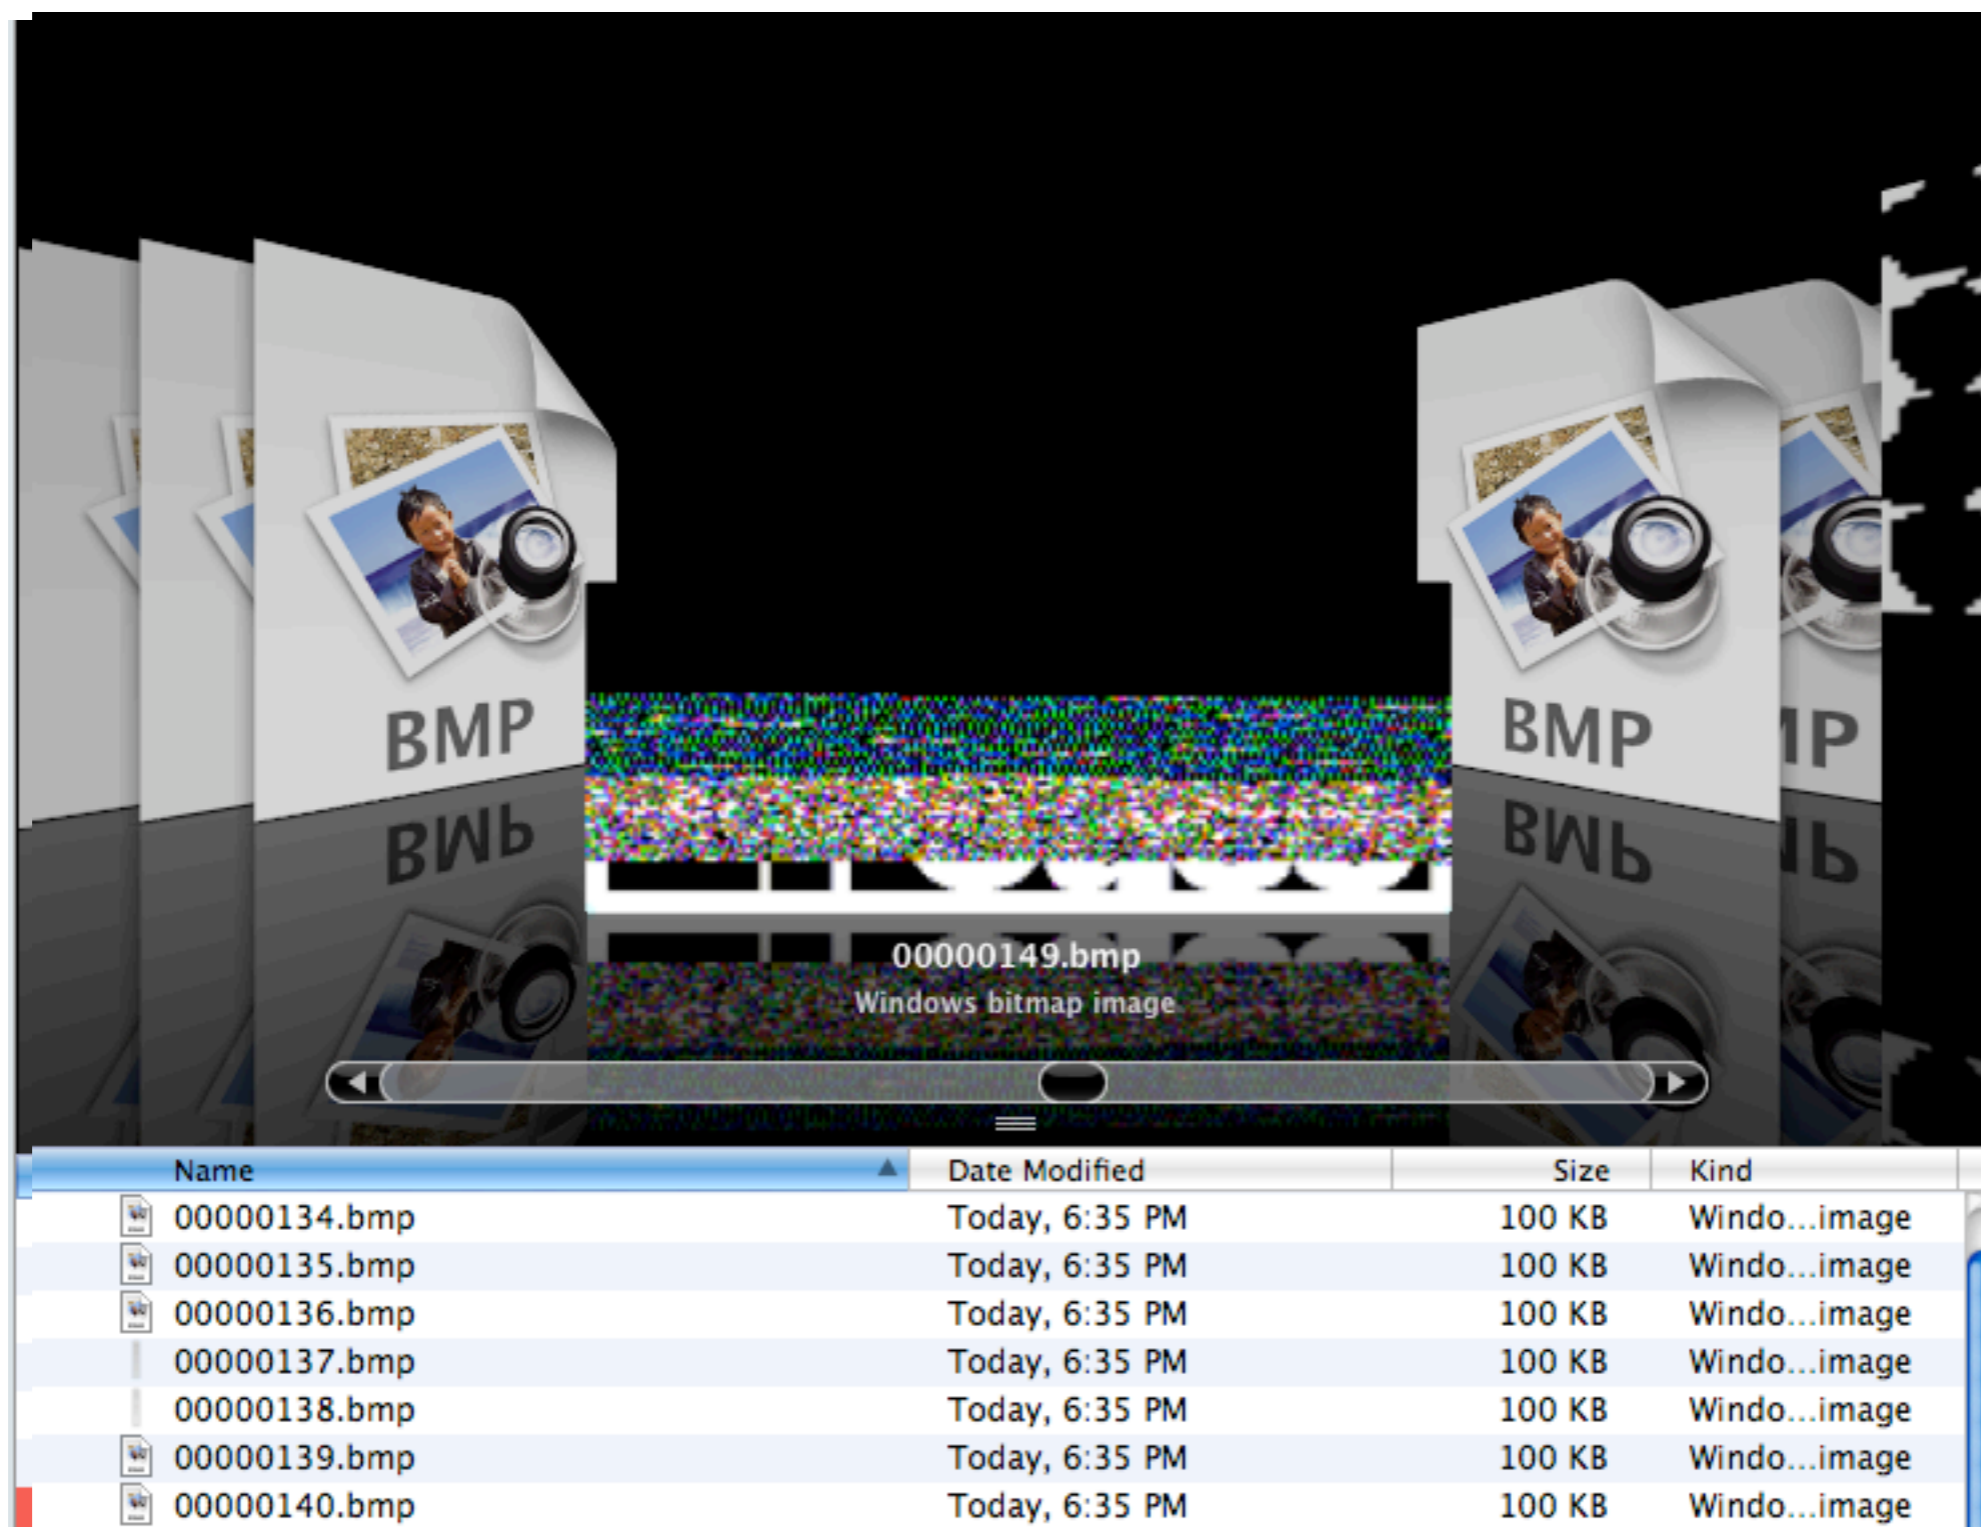 BMP
BMP
MP
00000149.bmp
Windows bitmap image
Name Date Modified Size Kind
00000134.bmp Today, 6:35 PM 100 KB Windo...image
00000135.bmp Today, 6:35 PM 100 KB Windo...image
00000136.bmp Today, 6:35 PM 100 KB Windo...image
00000137.bmp Today, 6:35 PM 100 KB Windo...image
00000138.bmp Today, 6:35 PM 100 KB Windo...image
00000139.bmp Today, 6:35 PM 100 KB Windo...image
00000140.bmp Today, 6:35 PM 100 KB Windo...image